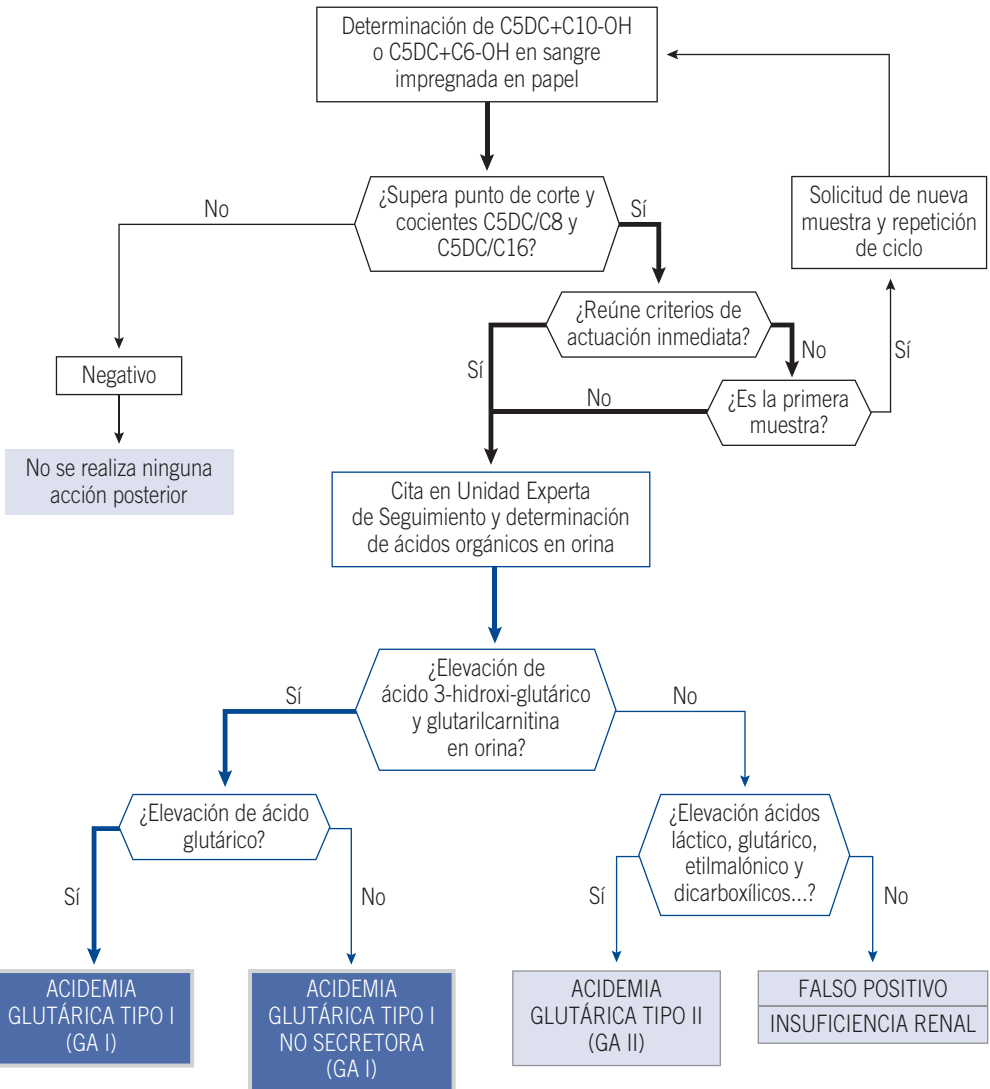 Determinación de C5DC+C10-OH
o C5DC+C6-OH en sangre
impregnada en papel
¿Supera punto de corte y
cocientes C5DC/C8 y
C5DC/C16?
No
Sí
Solicitud de nueva
muestra y repetición
de ciclo
¿Reúne criterios de
actuación inmediata?
Sí
No
Sí
Negativo
No
¿Es la primera
muestra?
No se realiza ninguna
acción posterior
Cita en Unidad Experta
de Seguimiento y determinación
de ácidos orgánicos en orina
¿Elevación de
ácido 3-hidroxi-glutárico
y glutarilcarnitina
en orina?
Sí
No
¿Elevación de ácido
glutárico?
¿Elevación ácidos
láctico, glutárico,
etilmalónico y
dicarboxílicos...?
Sí
No
Sí
No
ACIDEMIA
GLUTÁRICA TIPO I
(GA I)
ACIDEMIA
GLUTÁRICA TIPO I
NO SECRETORA
(GA I)
ACIDEMIA
GLUTÁRICA TIPO II
(GA II)
FALSO POSITIVO
INSUFICIENCIA RENAL